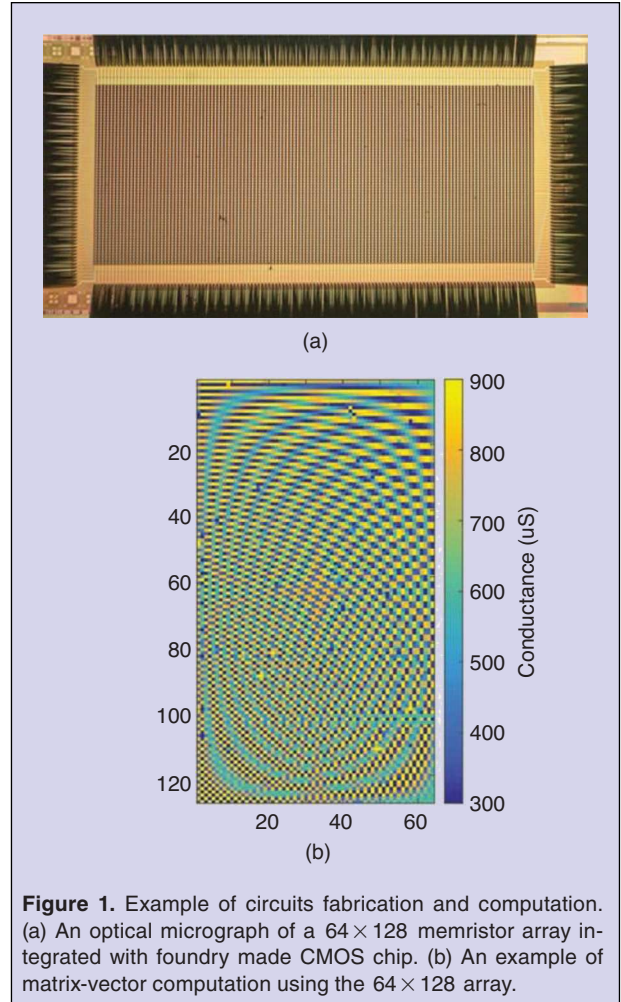 (a)
900
800
700
600
500
400
300
Conductance (uS)
20
40
60
80
100
120
20
40
60
(b)
Figure 1. Example of circuits fabrication and computation.
(a) An optical micrograph of a 64×128 memristor array in-
tegrated with foundry made CMOS chip. (b) An example of
matrix-vector computation using the 64×128 array.